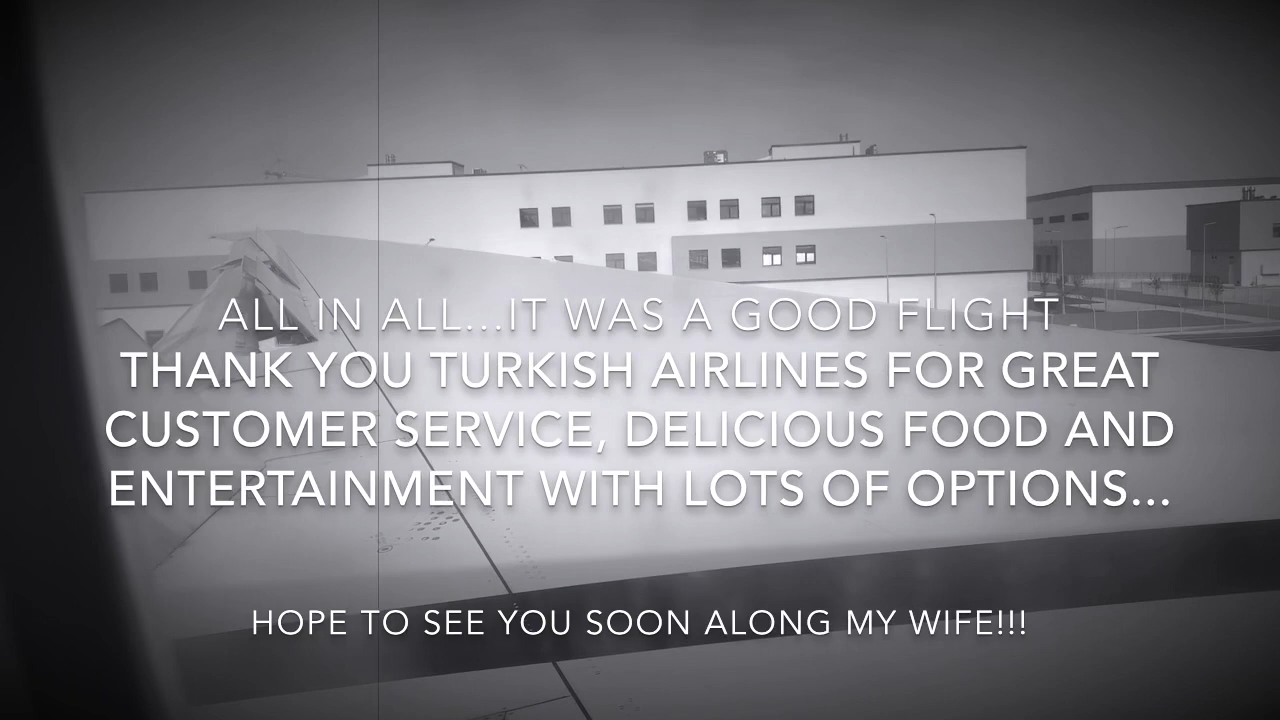 ALL IN ALL...IT WAS A GOOD FLIGHT
THANK YOU TURKISH AIRLINES FOR GREAT
CUSTOMER SERVICE, DELICIOUS FOOD AND
ENTERTAINMENT WITH LOTS OF OPTIONS...
HOPE TO SEE YOU SOON ALONG MY WIFE!!!